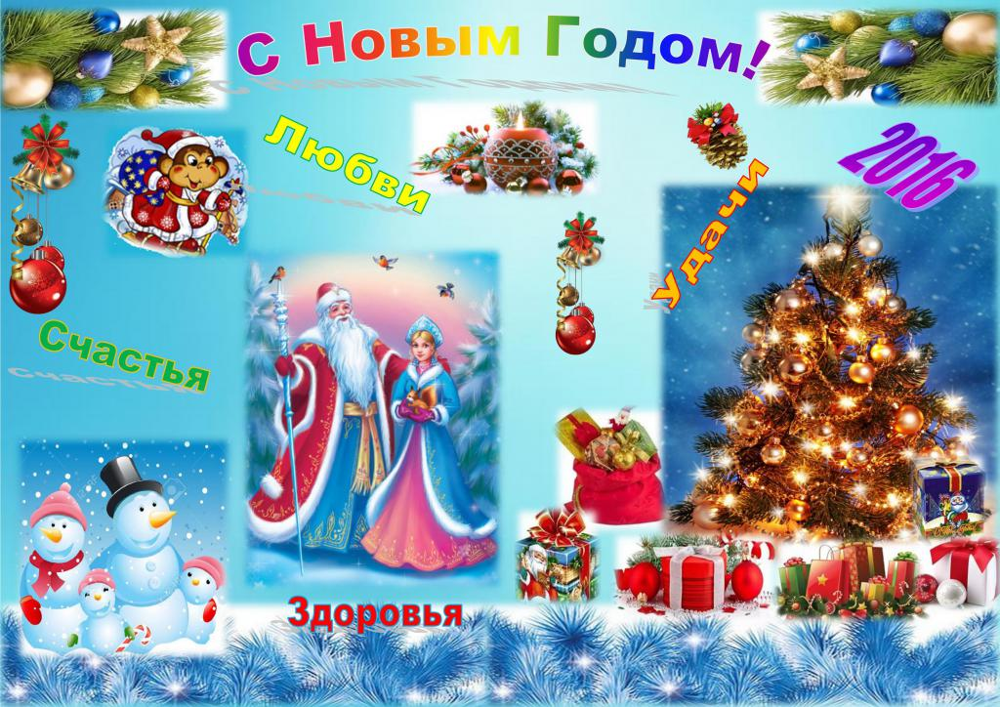 С Новым Годом!
2016
Любви
Удачи
Счастья
Здоровья